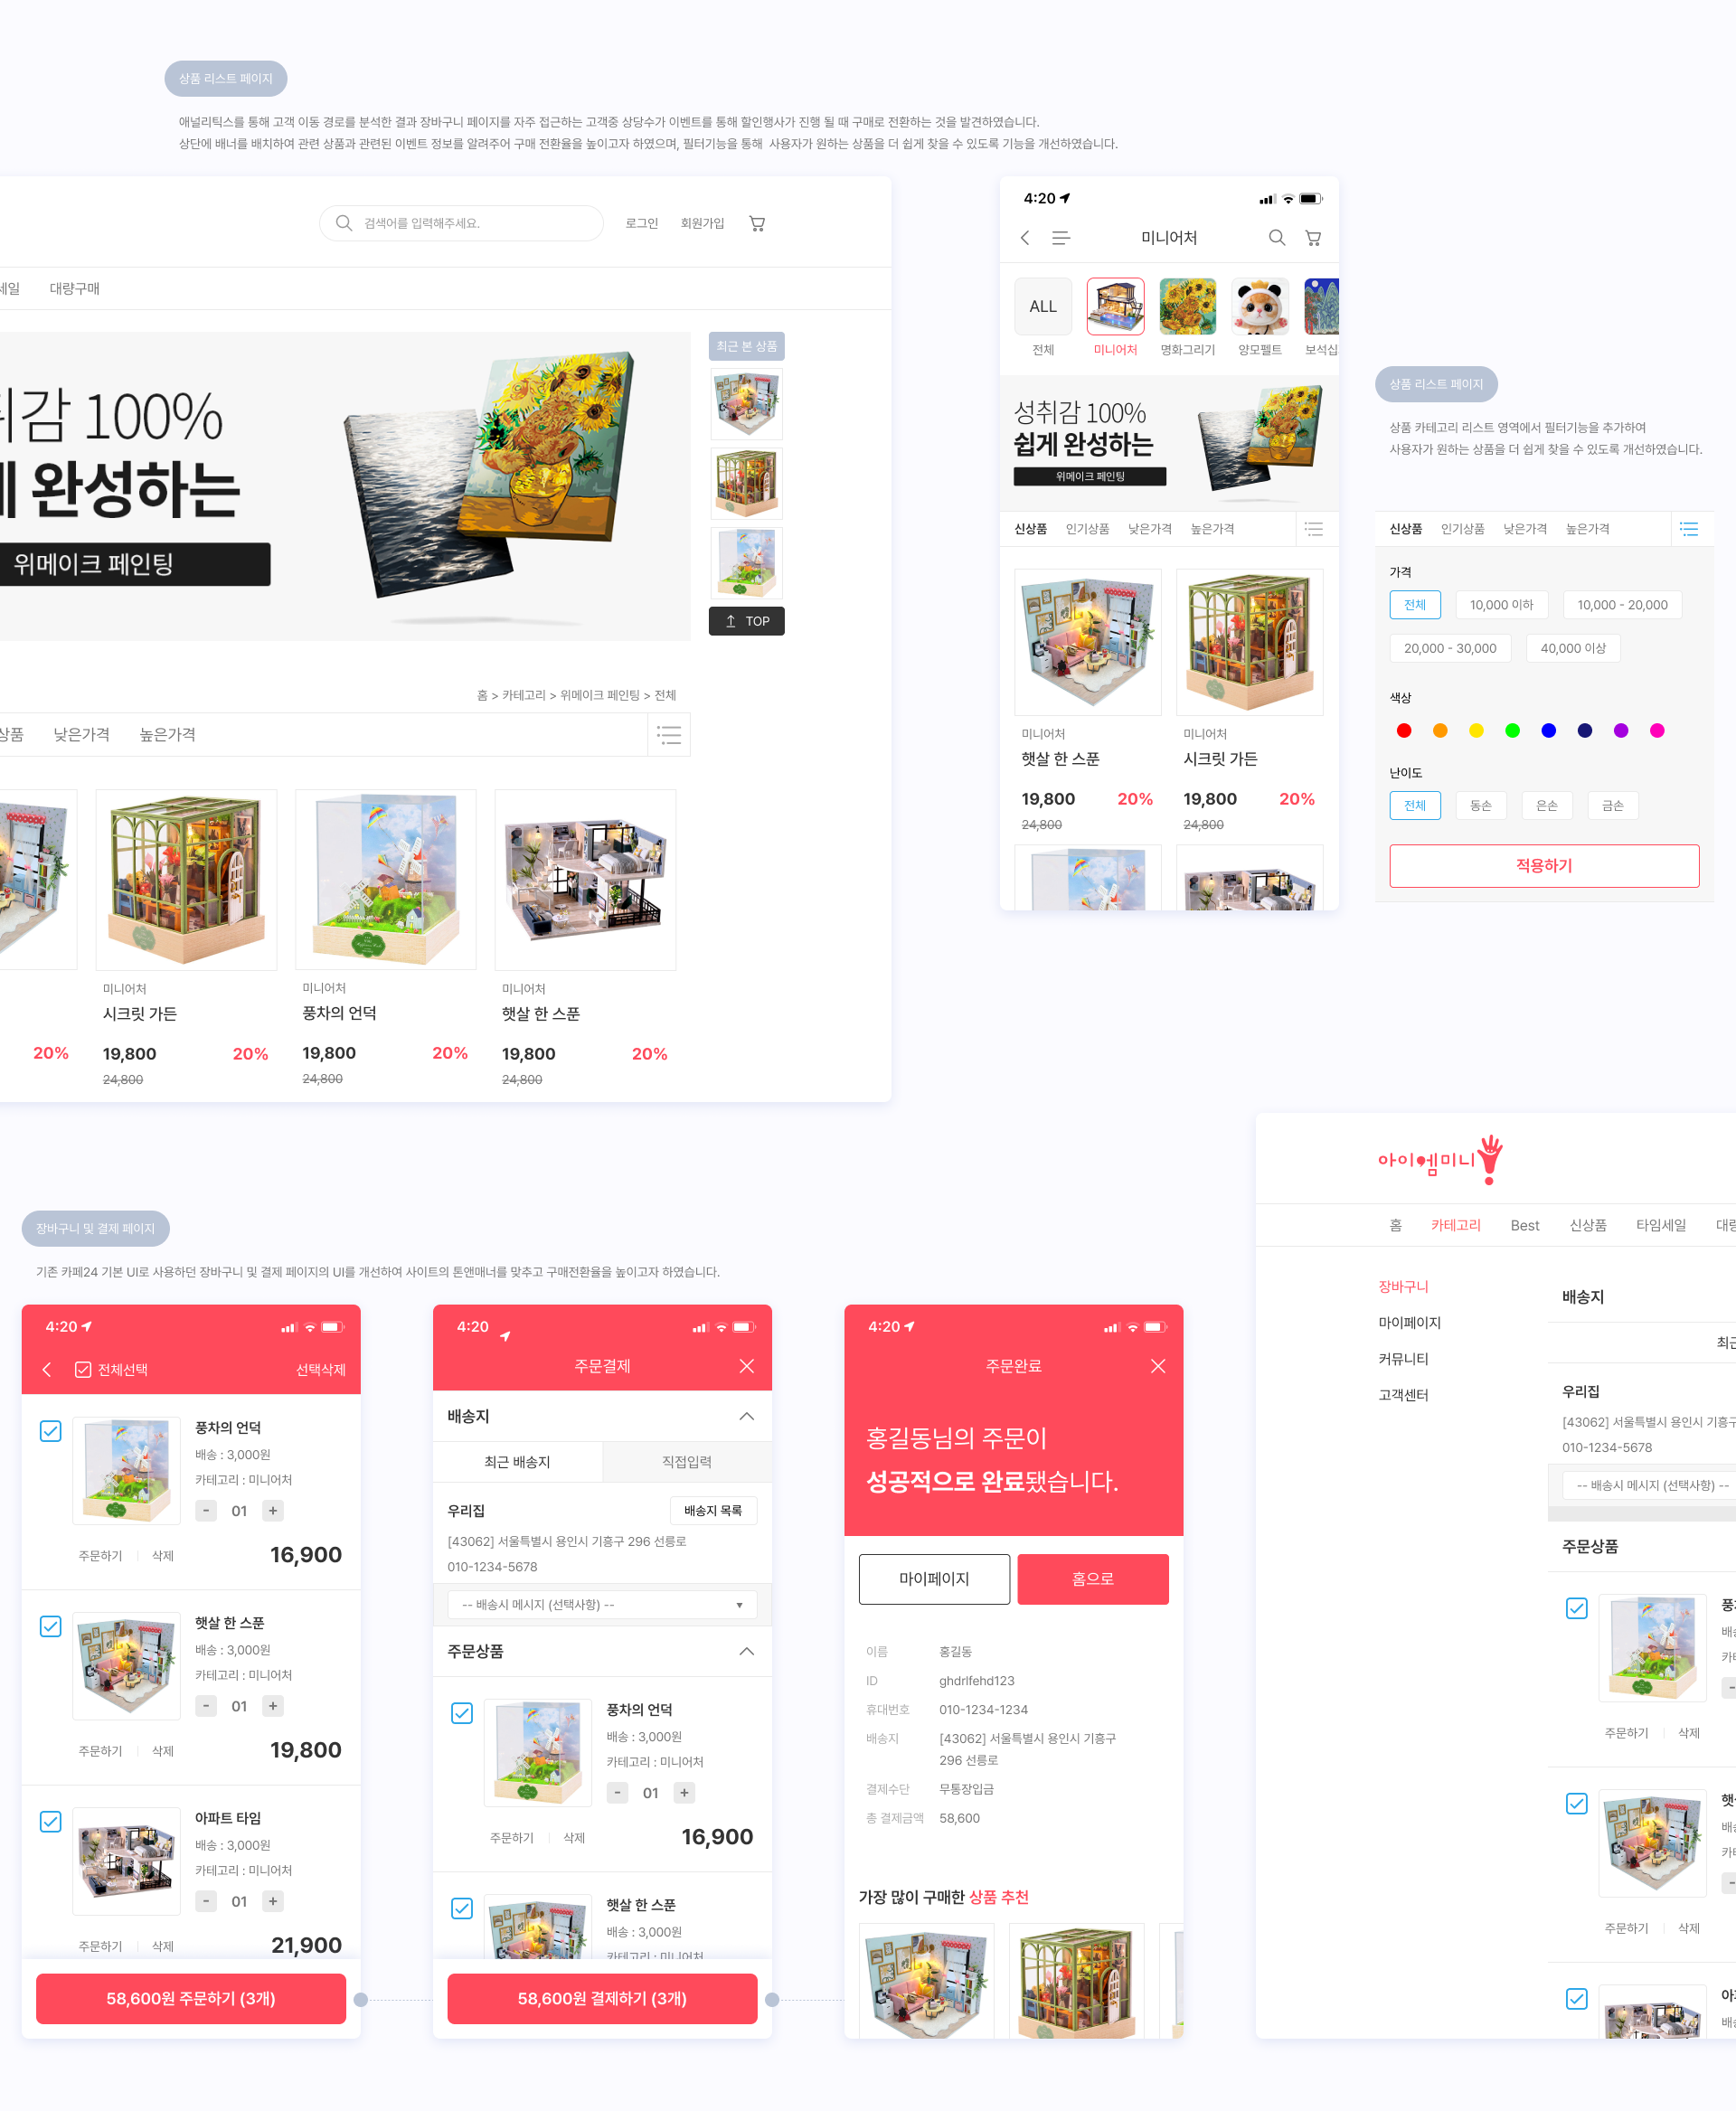 상품 리스트 페이지
애널리틱스를 통해 고객 이동 경로를 분석한 결과 장바구니 페이지를 자주 접근하는 고객중 상당수가 이벤트를 통해 할인행사가 진행 될 때 구매로 전환하는 것을 발견하였습니다.
상단에 배너를 배치하여 관련 상품과 관련된 이벤트 정보를 알려주어 구매 전환율을 높이고자 하였으며, 필터기능을 통해 사용자가 원하는 상품을 더 쉽게 찾을 수 있도록 기능을 개선하였습니다.
검색어를 입력해주세요.
로그인
회원가입
세일
대량구매
취감 100%
완성하는
위메이크 페인팅
최근 본 상품
TOP
홈 > 카테고리 > 위메이크 페인팅 > 전체
상품
낮은가격
높은가격
20%
미니어처
시크릿 가든
19,800
20%
24,800
미니어처
풍차의 언덕
19,800
20%
24,800
미니어처
햇살 한 스푼
19,800
20%
24,800
4:20
미니어처
ALL
전체
미니어처
명화그리기
양모펠트
보석십
성취감 100%
쉽게 완성하는
위메이크 페인팅
신상품
인기상품
낮은가격
높은가격
미니어처
햇살 한 스푼
19,800
20%
24,800
미니어처
시크릿 가든
19,800
20%
24,800
상품 리스트 페이지
상품 카테고리 리스트 영역에서 필터기능을 추가하여
사용자가 원하는 상품을 더 쉽게 찾을 수 있도록 개선하였습니다.
신상품
인기상품
낮은가격
높은가격
가격
전체
10,000 이하
10,000 - 20,000
20,000 - 30,000
40,000 이상
색상
난이도
전체
동손
은손
금손
적용하기
장바구니 및 결제 페이지
기존 카페24 기본 UI로 사용하던 장바구니 및 결제 페이지의 UI를 개선하여 사이트의 톤앤매너를 맞추고 구매전환율을 높이고자 하였습니다.
4:20
전체선택
선택삭제
풍차의 언덕
배송 : 3,000원
카테고리 : 미니어처
- 01 +
주문하기
삭제
16,900
햇살 한 스푼
배송 : 3,000원
카테고리 : 미니어처
- 01 +
주문하기
삭제
19,800
아파트 타임
배송 : 3,000원
카테고리 : 미니어처
- 01 +
주문하기
삭제
21,900
58,600원 주문하기 (3개)
4:20
주문결제
배송지
최근 배송지
직접입력
우리집
배송지 목록
[43062] 서울특별시 용인시 기흥구 296 선릉로
010-1234-5678
-- 배송시 메시지 (선택사항) --
주문상품
풍차의 언덕
배송 : 3,000원
카테고리 : 미니어처
- 01 +
주문하기
삭제
16,900
햇살 한 스푼
배송 : 3,000원
카테고리 : 미니어처
58,600원 결제하기 (3개)
4:20
주문완료
홍길동님의 주문이
성공적으로 완료됐습니다.
마이페이지
홈으로
이름 홍길동
ID ghdrlfehd123
휴대번호 010-1234-1234
배송지 [43062] 서울특별시 용인시 기흥구
296 선릉로
결제수단 무통장입금
총 결제금액 58,600
가장 많이 구매한 상품 추천
아이엠미니
홈
카테고리
Best
신상품
타임세일
장바구니
마이페이지
커뮤니티
고객센터
배송지
최근
우리집
[43062] 서울특별시 용인시 기흥구
010-1234-5678
-- 배송시 메시지 (선택사항) --
주문상품
주문하기
삭제
주문하기
삭제